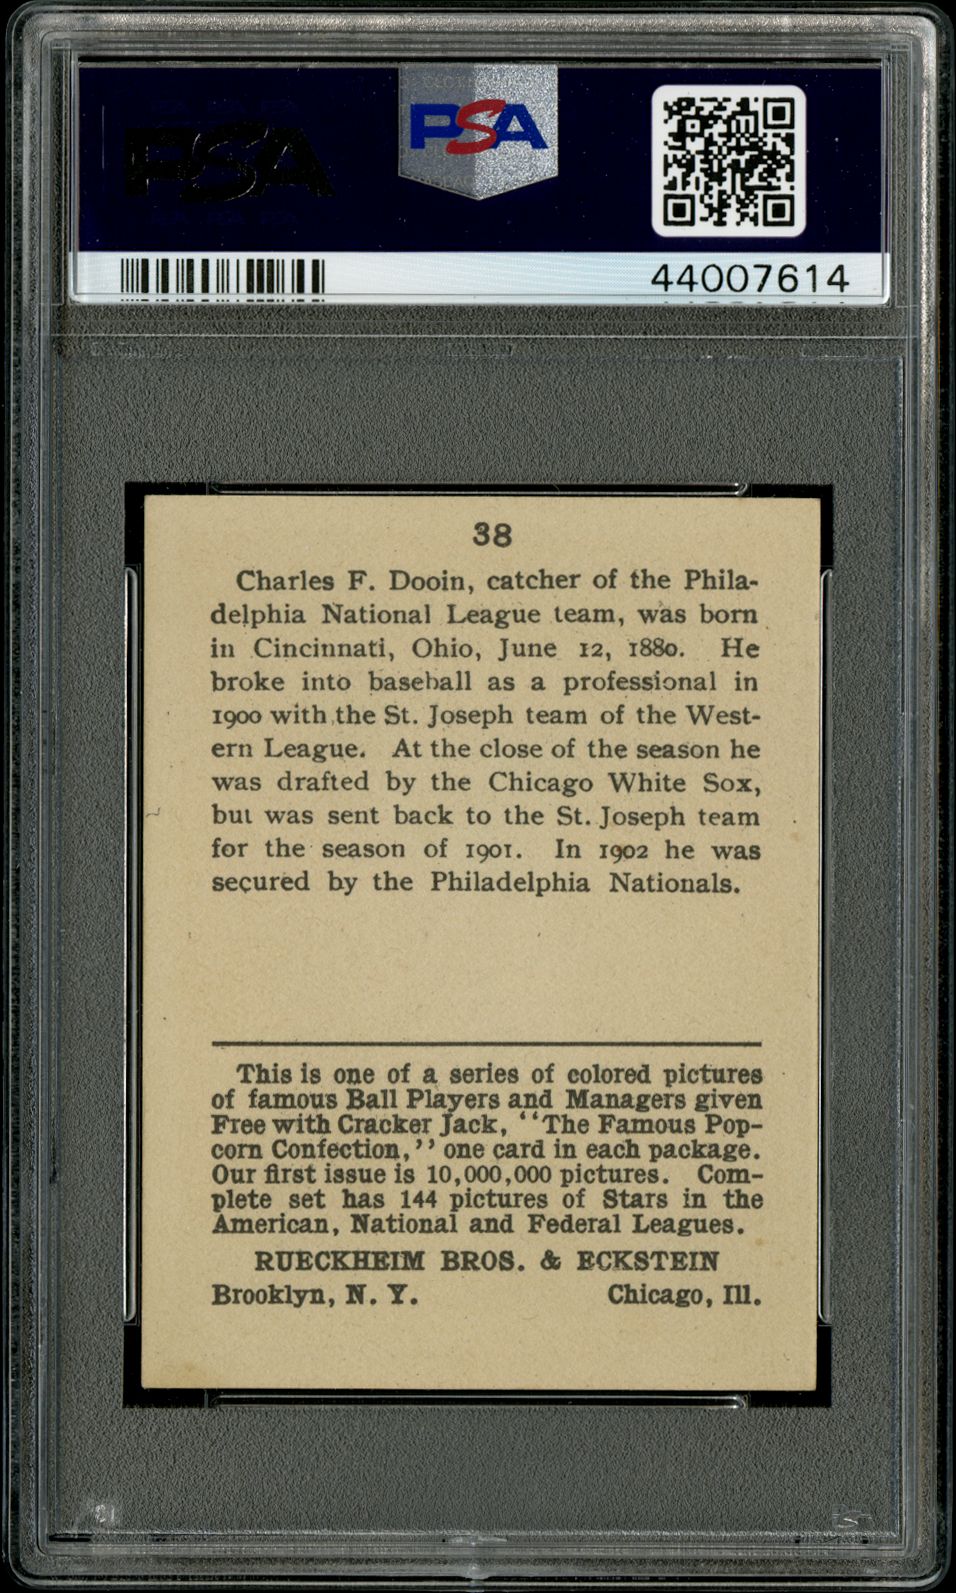 PSA
PSA
44007614
38
Charles F. Dooin, catcher of the Phila-
delphia National League team, was born
in Cincinnati, Ohio, June 12, 1880. He
broke into baseball as a professional in
1900 with the St. Joseph team of the West-
ern League. At the close of the season he
was drafted by the Chicago White Sox,
but was sent back to the St. Joseph team
for the season of 1901. In 1902 he was
secured by the Philadelphia Nationals.
This is one of a series of colored pictures
of famous Ball Players and Managers given
Free with Cracker Jack, “The Famous Pop-
corn Confection,” one card in each package.
Our first issue is 10,000,000 pictures. Com-
plete set has 144 pictures of Stars in the
American, National and Federal Leagues.
RUECKHEIM BROS. & ECKSTEIN
Brooklyn, N. Y. Chicago, Ill.